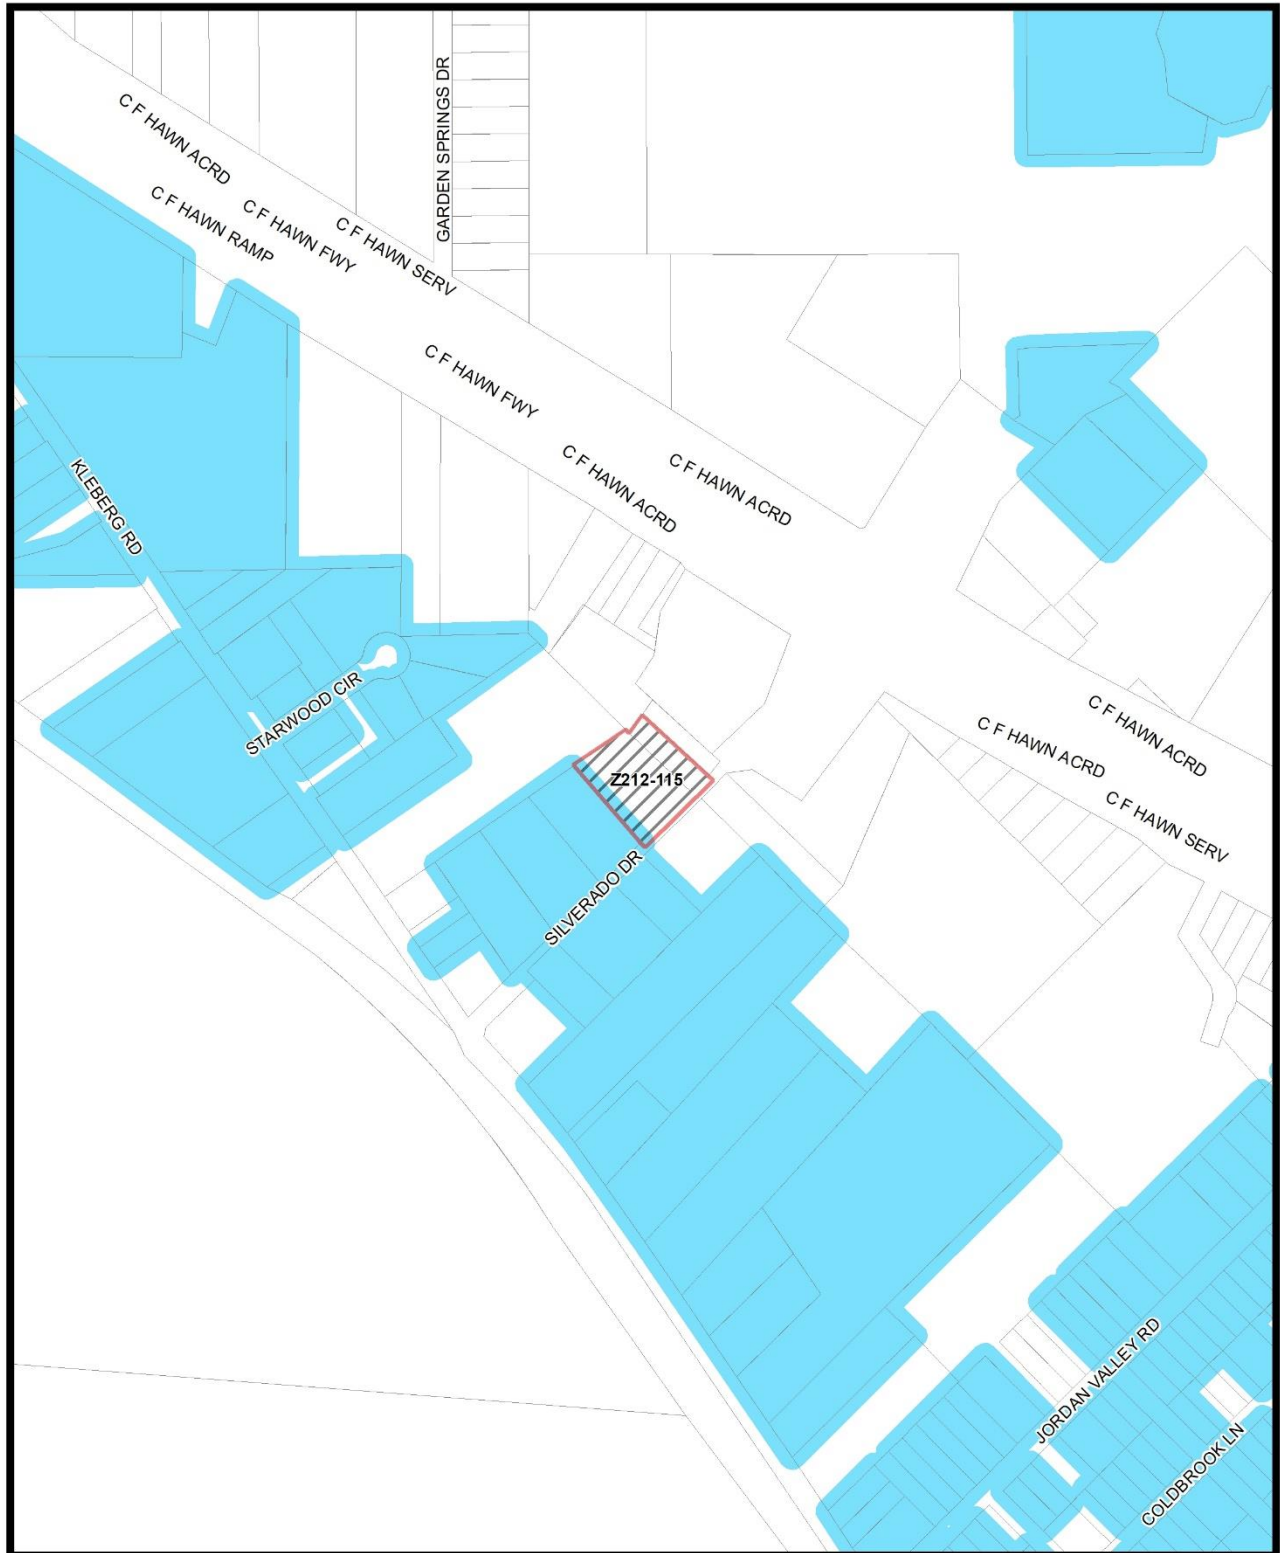 GARDEN SPRINGS DR
C F HAWN ACRD
C F HAWN RAMP
C F HAWN FWY
C F HAWN SERV
C F HAWN FWY
C F HAWN ACRD
C F HAWN ACRD
KLEBERG RD
STARWOOD CIR
C F HAWN ACRD
C F HAWN ACRD
C F HAWN SERV
Z212-115
SILVERADO DR
JORDAN VALLEY RD
COLDBROOK LN